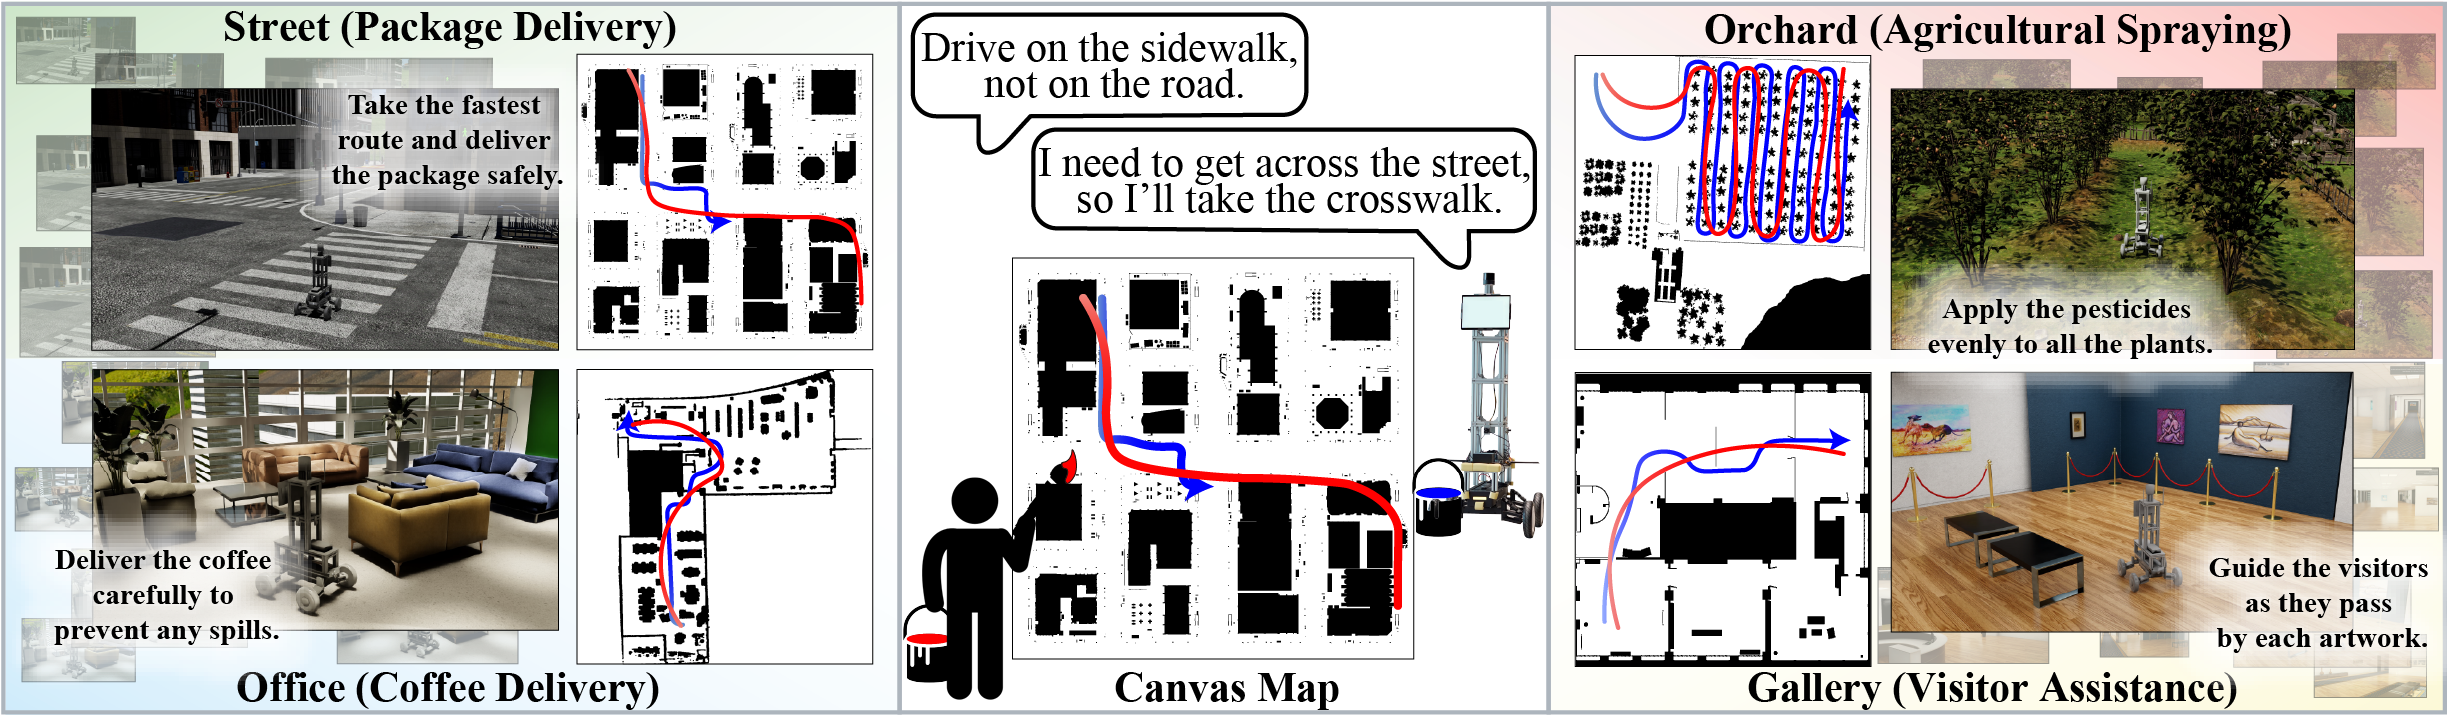 Street (Package Delivery)
Take the fastest
route and deliver
the package safely.
Deliver the coffee
carefully to
prevent any spills.
Office (Coffee Delivery)
Drive on the sidewalk,
not on the road.
I need to get across the street,
so I'll take the crosswalk.
Canvas Map
Orchard (Agricultural Spraying)
Apply the pesticides
evenly to all the plants.
Guide the visitors
as they pass
by each artwork.
Gallery (Visitor Assistance)